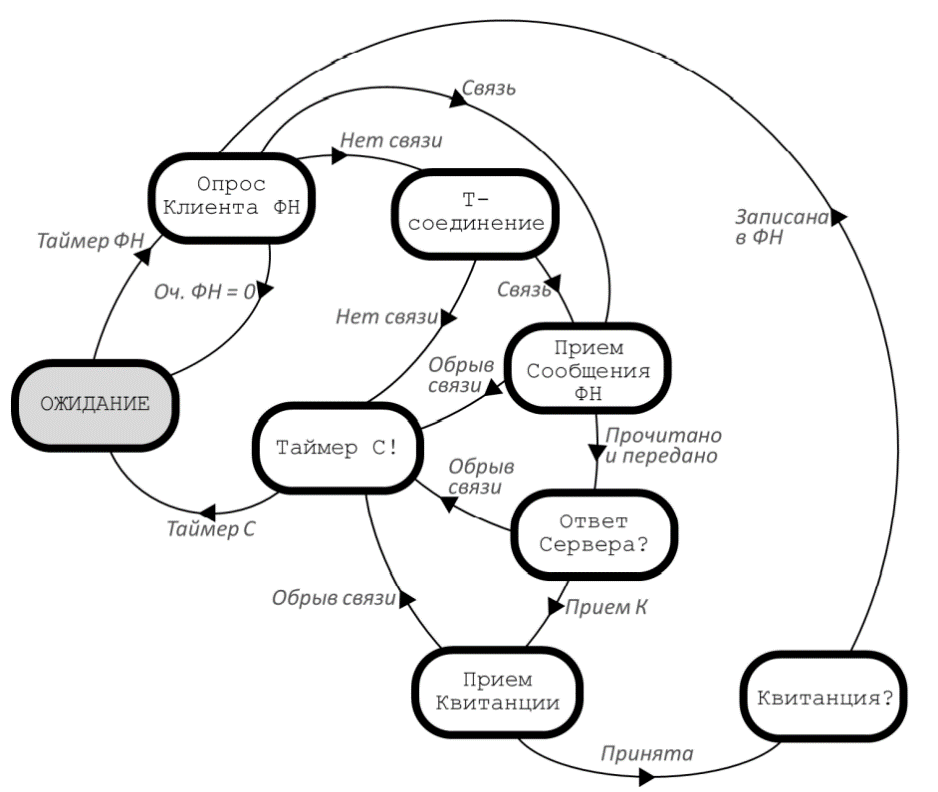 Связь
Нет связи
Опрос
Клиента ФН
Т-
соединение
Записана
в ФН
Таймер ФН
Оч. ФН = 0
Связь
Нет связи
Прием
Сообщения
ФН
Обрыв
связи
ОЖИДАНИЕ
Таймер С!
Прочитано
и передано
Обрыв
связи
Ответ
Сервера?
Таймер С
Обрыв связи
Прием К
Прием
Квитанции
Квитанция?
Принята